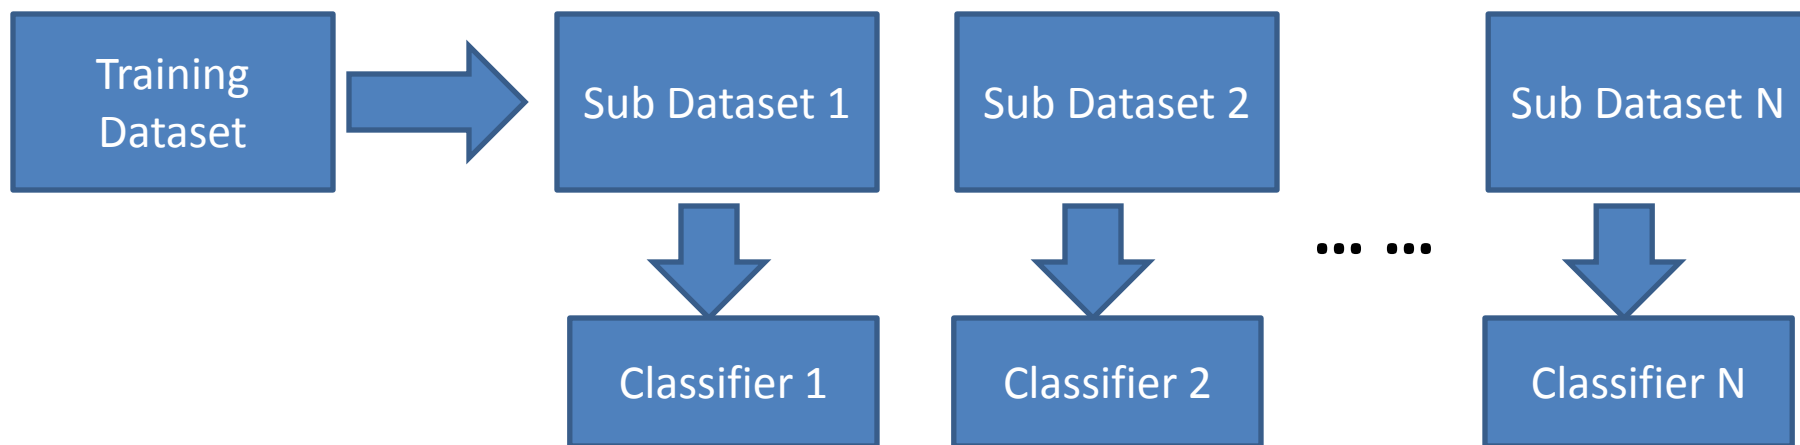 Training
Dataset
Sub Dataset 1
Sub Dataset 2
Sub Dataset N
... ...
Classifier 1
Classifier 2
Classifier N